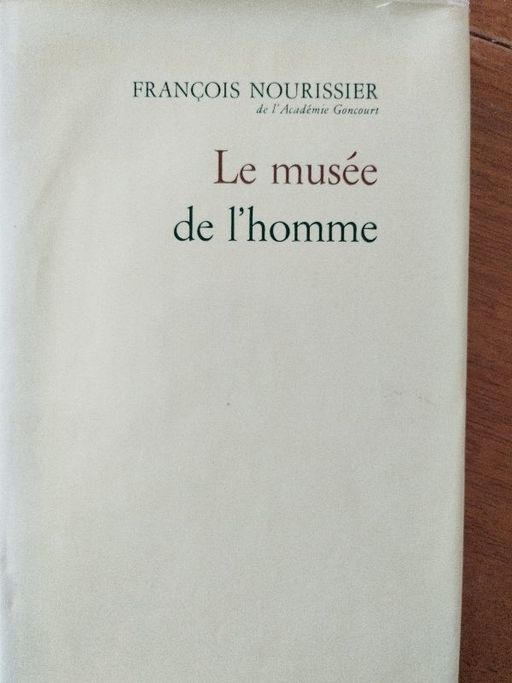 FRANÇOIS NOURISSIER
de l'Académie Goncourt
Le musée
de l'homme